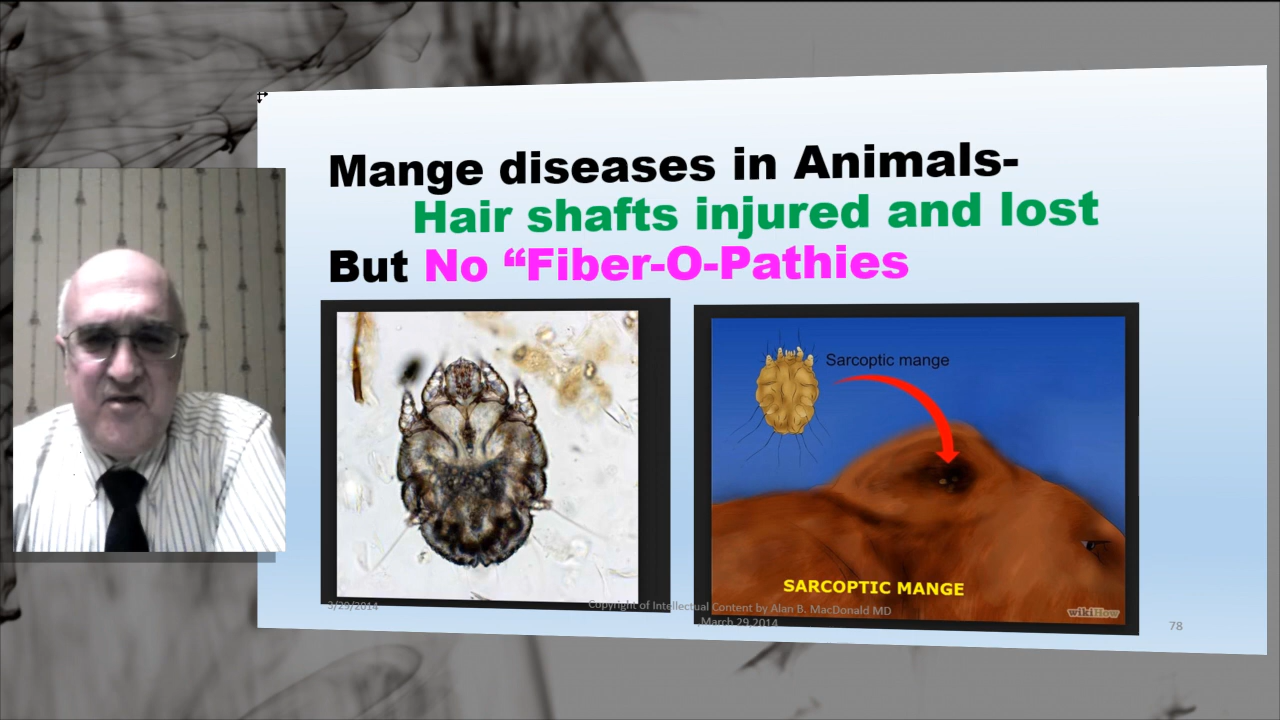 Mange diseases in Animals-
Hair shafts injured and lost
But No “Fiber-O-Pathies
Sarcoptic mange
SARCOPTIC MANGE
wikiHow
3/29/2014
Copyright of Intellectual Content by Alan B. MacDonald MD
, March 29,2014
78